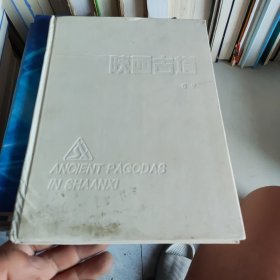 陕西古塔
ANCIENT PAGODAS
IN SHAANXI